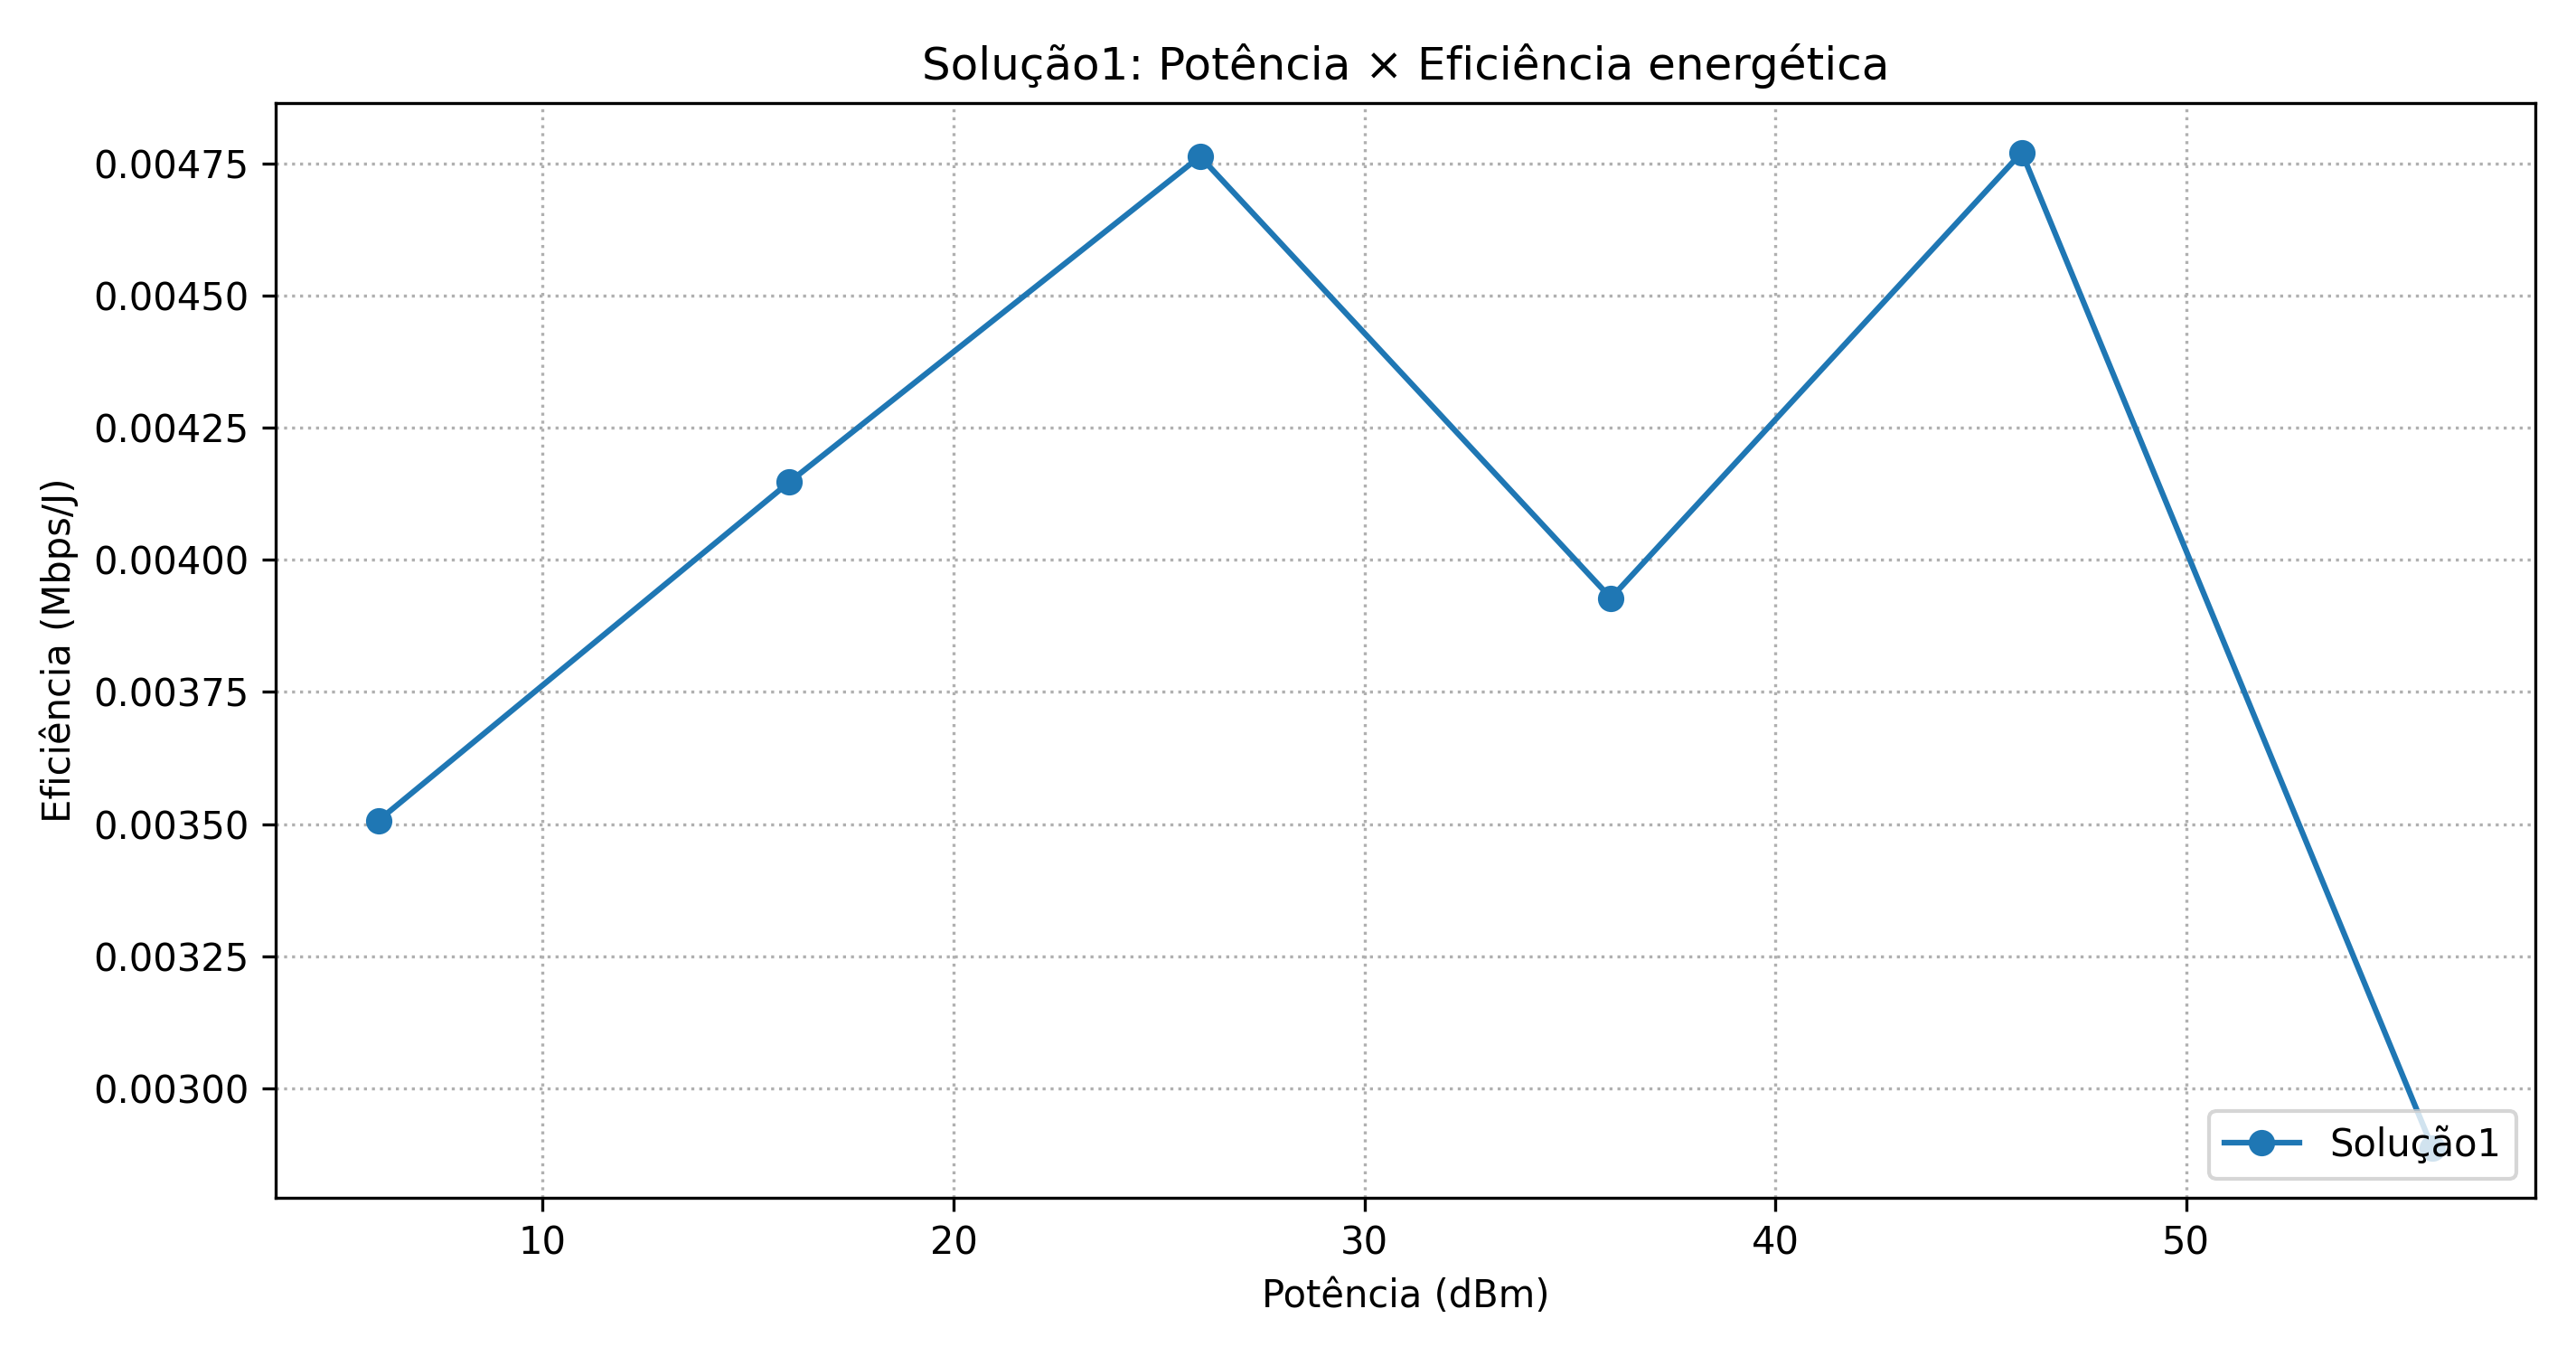 Solução1: Potência × Eficiência energética
Eficiência (Mbps/J)
0.00475
0.00450
0.00425
0.00400
0.00375
0.00350
0.00325
0.00300
Solução1
10 20 30 40 50
Potência (dBm)